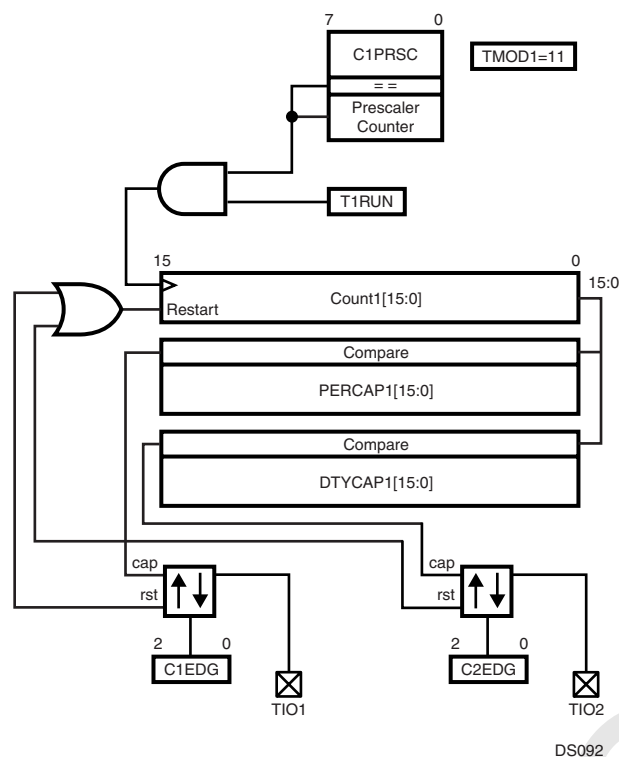 7 0
C1PRSC
TMOD1=11
= =
Prescaler
Counter
T1RUN
15 0
15:0
Count1[15:0]
Restart
Compare
PERCAP1[15:0]
Compare
DTYCAP1[15:0]
cap
rst
cap
rst
2 0
2 0
C1EDG
C2EDG
TIO1
TIO2
DS092